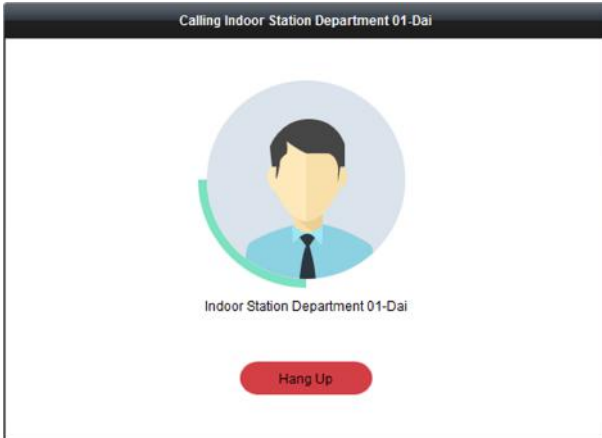 Calling Indoor Station Department 01-Dai
Indoor Station Department 01-Dai
Hang Up